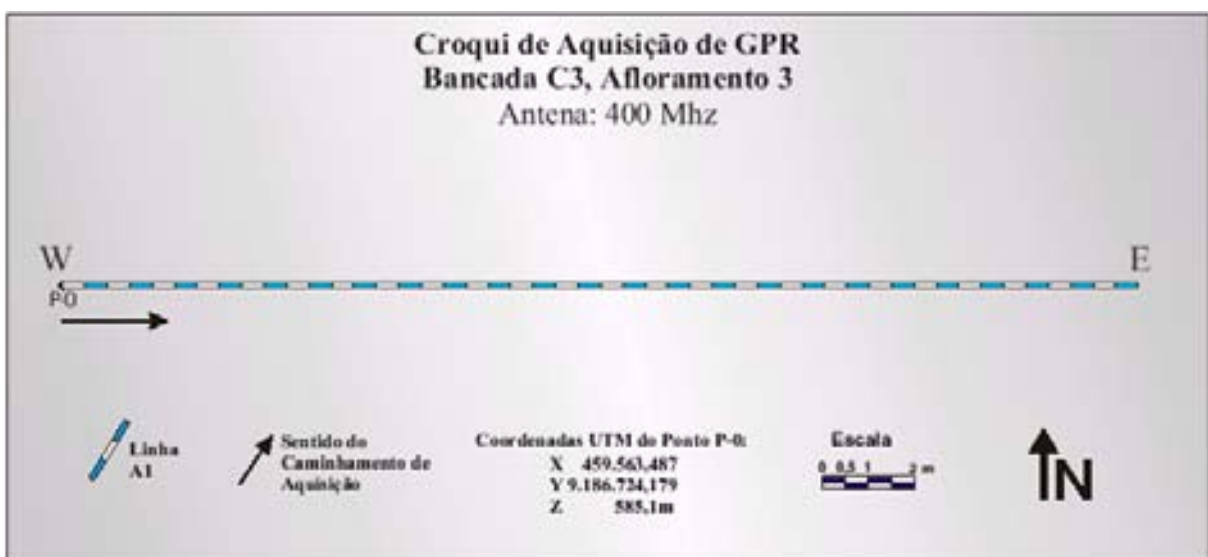 Croqui de Aquisição de GPR
Bancada C3, Afloramento 3
Antena: 400 Mhz
W
E
P0
Linha
A1
Sentido do
Caminhamento de
Aquisição
Coordenadas UTM do Ponto P-0:
X 459.563,487
Y 9.186.724,179
Z 585,1m
Escala
0 0,5 1 2 m
N